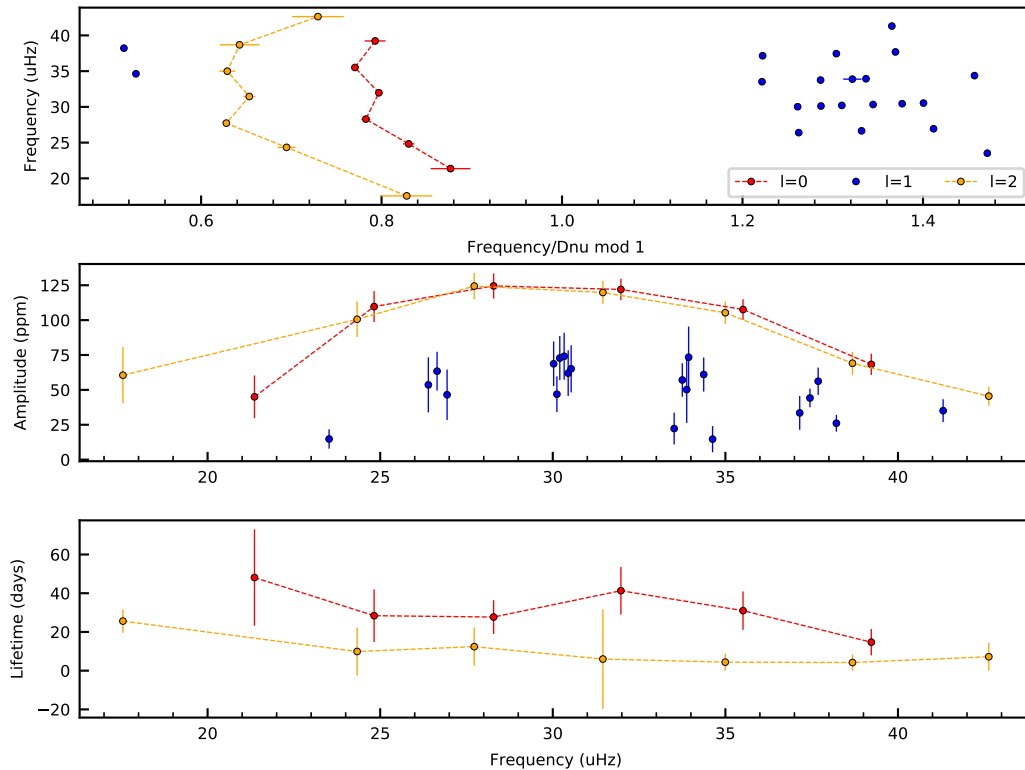 Frequency (uHz)
40
30
20
0.6 0.8 1.0 1.2 1.4
l=0 l=1 l=2
Frequency/Dnu mod 1
Amplitude (ppm)
125
100
75
50
25
0
20 25 30 35 40
Lifetime (days)
60
40
20
0
−20
20 25 30 35 40
Frequency (uHz)